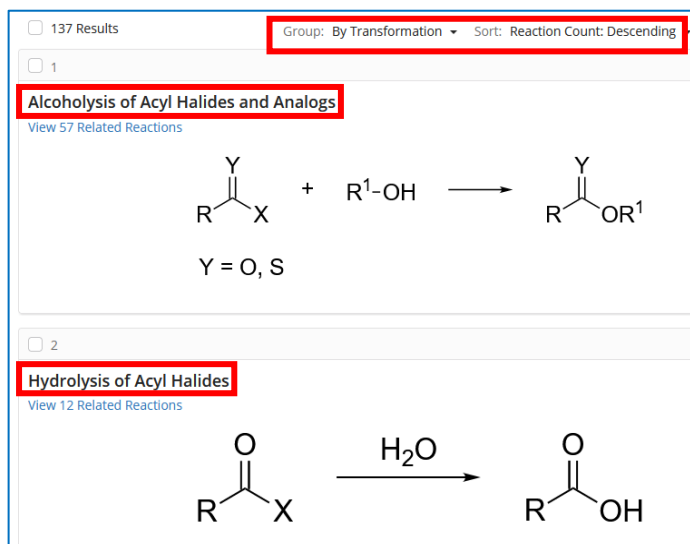 137 Results
Group: By Transformation Sort: Reaction Count: Descending
1
Alcoholysis of Acyl Halides and Analogs
View 57 Related Reactions
Y Y
R X + R¹-OH R OR¹
Y = O, S
2
Hydrolysis of Acyl Halides
View 12 Related Reactions
O H₂O O
R X R OH